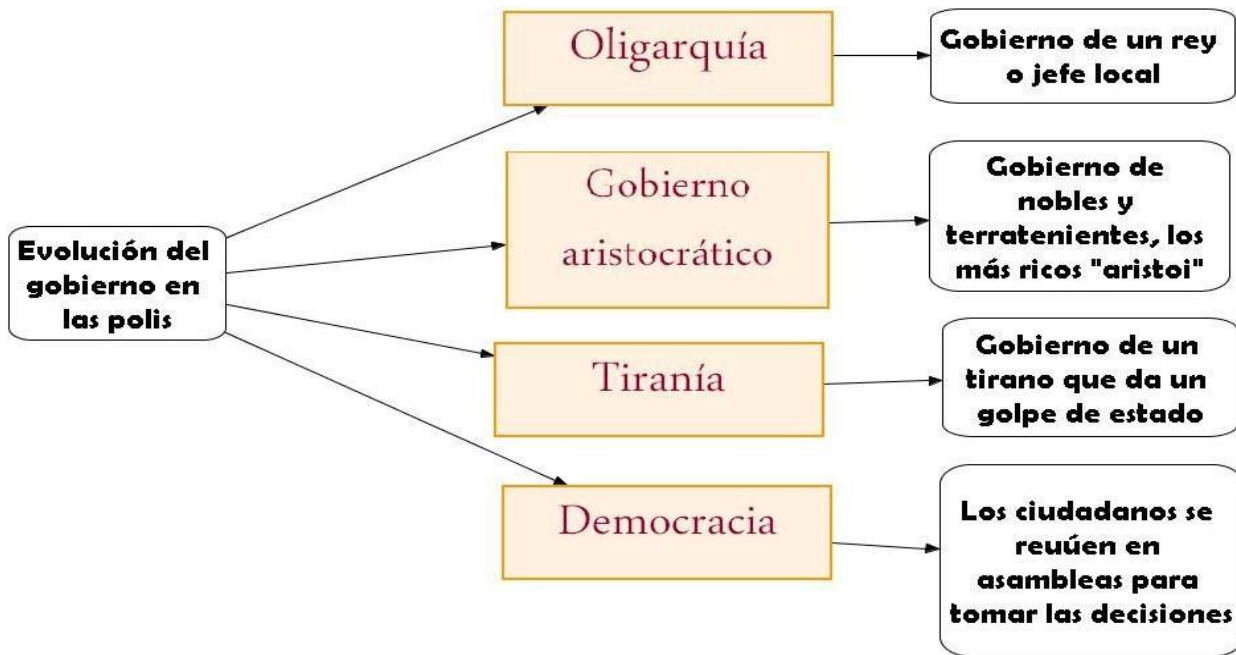 Evolución del
gobierno en
las polis
Oligarquía
Gobierno de un rey
o jefe local
Gobierno
aristocrático
Gobierno de
nobles y
terratenientes, los
más ricos "aristoi"
Tiranía
Gobierno de un
tirano que da un
golpe de estado
Democracia
Los ciudadanos se
reuúen en
asambleas para
tomar las decisiones